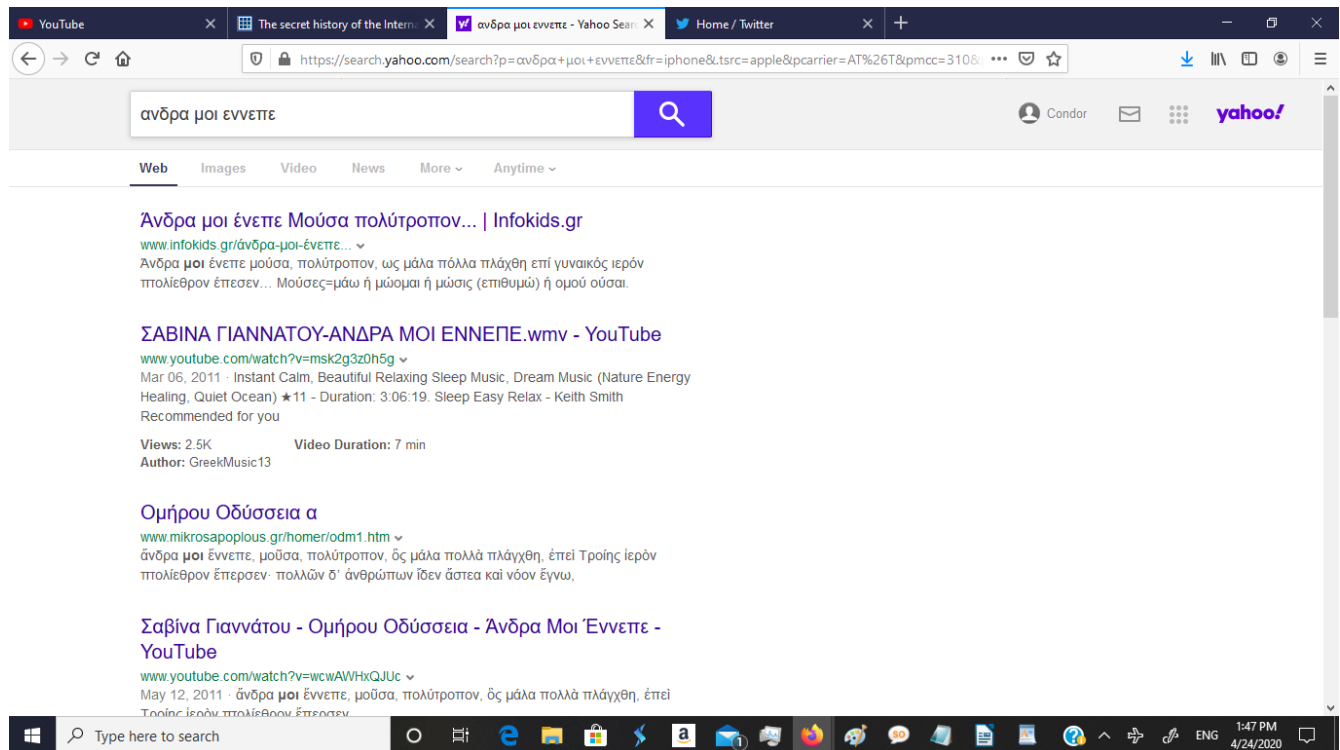 YouTube
The secret history of the Interna
ανδρα μοι εννεπε - Yahoo Sear
Home / Twitter
https://search.yahoo.com/search?p=ανδρα+μοι+εννεπε&fr=iphone&.tsrc=apple&pcarrier=AT%26T&pmcc=310&
ανδρα μοι εννεπε
Condor
yahoo!
Web Images Video News More Anytime
Άνδρα μοι ένεπε Μούσα πολύτροπον... | Infokids.gr
www.infokids.gr/άνδρα-μοι-ένεπε...
Άνδρα μοι ένεπε μούσα, πολύτροπον, ως μάλα πόλλα πλάχθη επί γυναικός ιερόν
πτολίεθρον έπεσεν... Μούσες=μάω ή μώομαι ή μώσις (επιθυμώ) ή ομού ούσαι.
ΣΑΒΙΝΑ ΓΙΑΝΝΑΤΟΥ-ΑΝΔΡΑ ΜΟΙ ΕΝΝΕΠΕ.wmv - YouTube
www.youtube.com/watch?v=msk2g3z0h5g
Mar 06, 2011 · Instant Calm, Beautiful Relaxing Sleep Music, Dream Music (Nature Energy
Healing, Quiet Ocean) ★11 - Duration: 3:06:19. Sleep Easy Relax - Keith Smith
Recommended for you
Views: 2.5K Video Duration: 7 min
Author: GreekMusic13
Ομήρου Οδύσσεια α
www.mikrosapoplous.gr/homer/odm1.htm
ἄνδρα μοι ἔννεπε, μοῦσα, πολύτροπον, ὃς μάλα πολλὰ πλάγχθη, ἐπεὶ Τροίης ἱερὸν
πτολίεθρον ἔπερσεν· πολλῶν δ' ἀνθρώπων ἴδεν ἄστεα καὶ νόον ἔγνω,
Σαβίνα Γιαννάτου - Ομήρου Οδύσσεια - Άνδρα Μοι Έννεπε -
YouTube
www.youtube.com/watch?v=wcwAWHxQJUc
May 12, 2011 · ἄνδρα μοι ἔννεπε, μοῦσα, πολύτροπον, ὃς μάλα πολλὰ πλάγχθη, ἐπεὶ
Τροίης ἱερὸν πτολίεθρον ἔπερσεν
Type here to search
a
1
SO
ENG
1:47 PM
4/24/2020